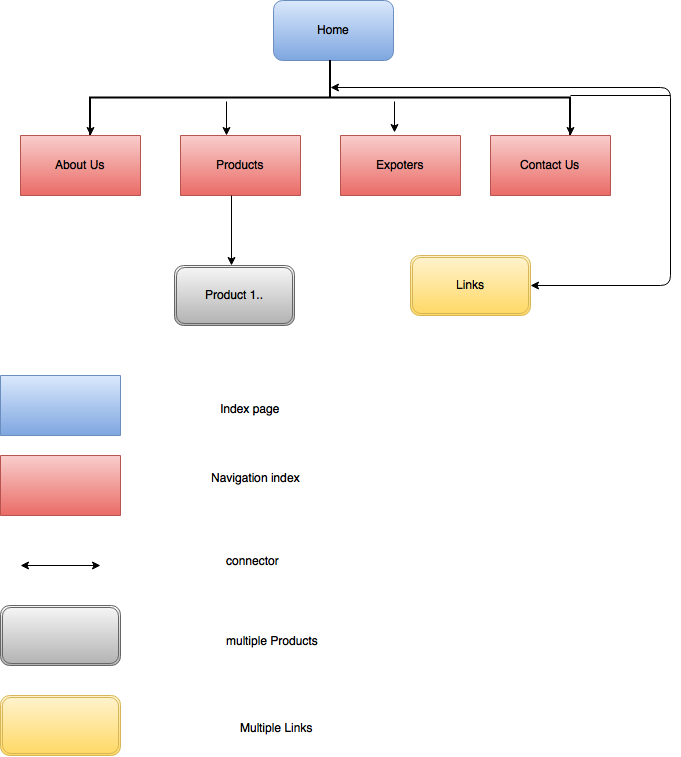 Home
About Us
Products
Expoters
Contact Us
Product 1..
Links
Index page
Navigation index
connector
multiple Products
Multiple Links